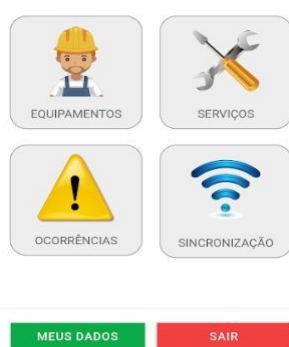 EQUIPAMENTOS
SERVIÇOS
OCORRÊNCIAS
SINCRONIZAÇÃO
MEUS DADOS
SAIR